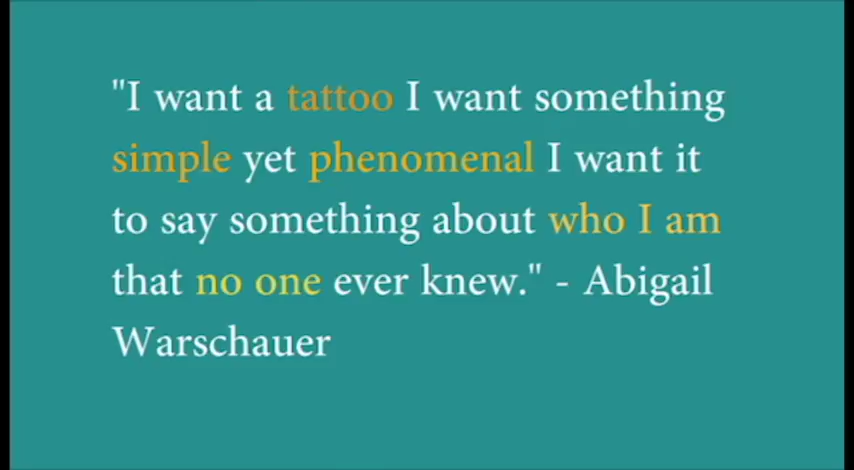 "I want a tattoo I want something
simple yet phenomenal I want it
to say something about who I am
that no one ever knew." - Abigail
Warschauer